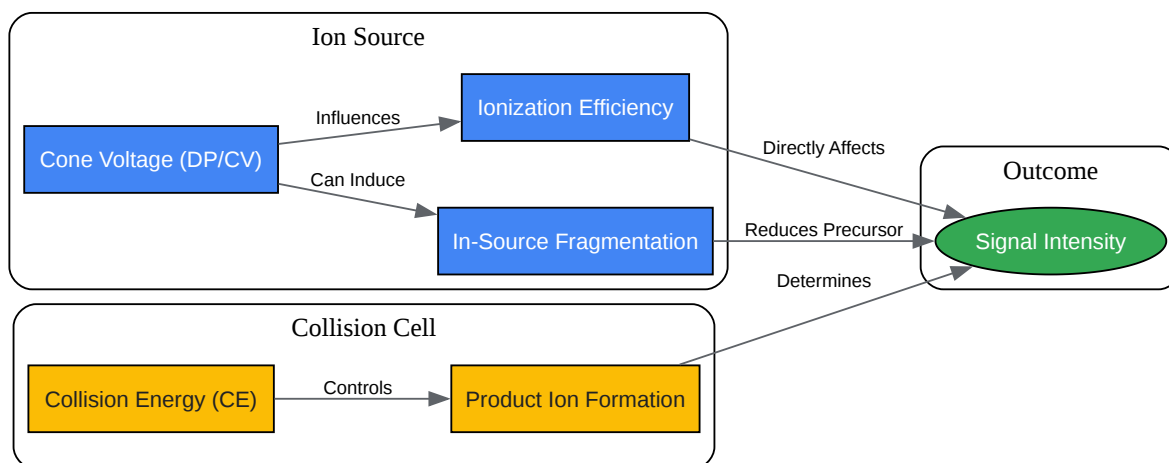 Ion Source
Cone Voltage (DP/CV)
Influences
Can Induce
Ionization Efficiency
In-Source Fragmentation
Directly Affects
Reduces Precursor
Outcome
Signal Intensity
Determines
Collision Cell
Collision Energy (CE)
Controls
Product Ion Formation